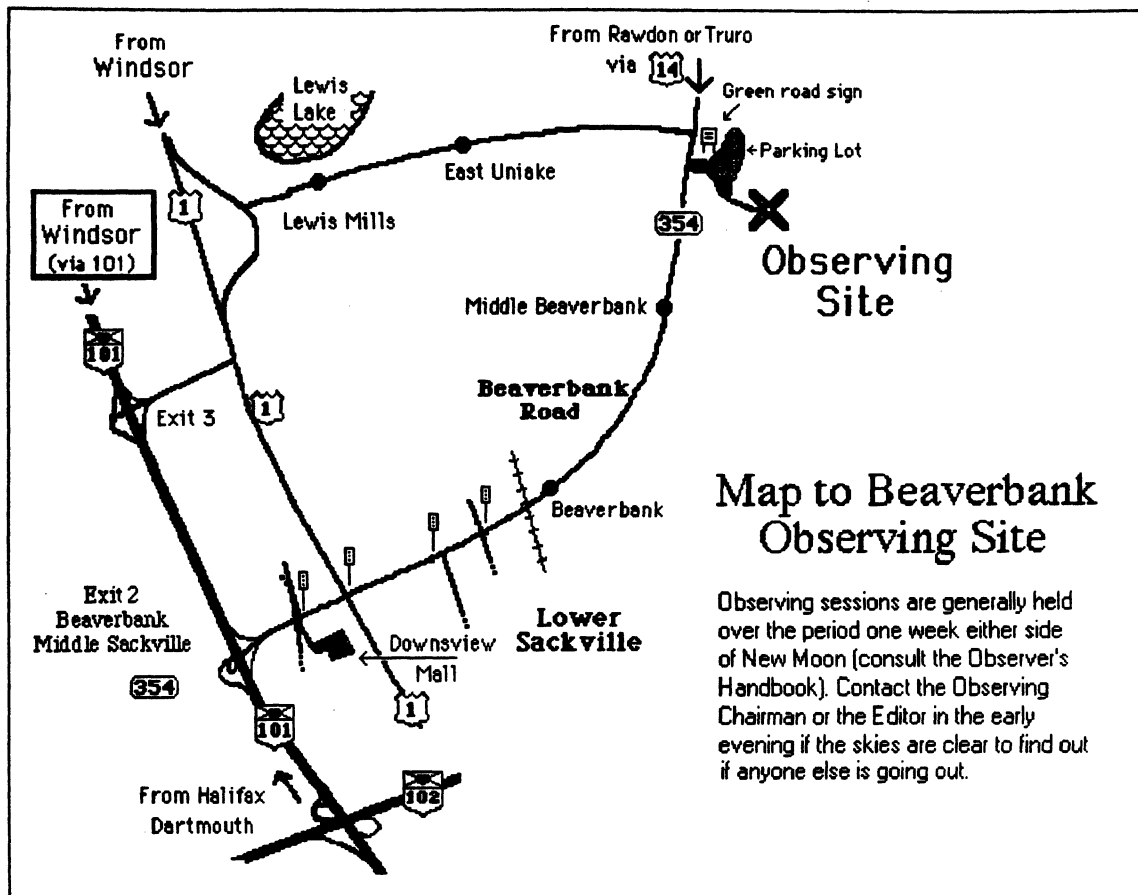 From
Windsor
Lewis
Lake
From Rawdon or Truro
via 14
Green road sign
Parking Lot
East Uniake
Lewis Mills
1
From
Windsor
(via 101)
354
Observing
Site
Middle Beaverbank
101
Beaverbank
Road
Exit 3
1
Beaverbank
Map to Beaverbank
Observing Site
Exit 2
Beaverbank
Middle Sackville
354
Lower
Sackville
Downsview
Mall
1
101
Observing sessions are generally held
over the period one week either side
of New Moon (consult the Observer's
Handbook). Contact the Observing
Chairman or the Editor in the early
evening if the skies are clear to find out
if anyone else is going out.
From Halifax
Dartmouth
102